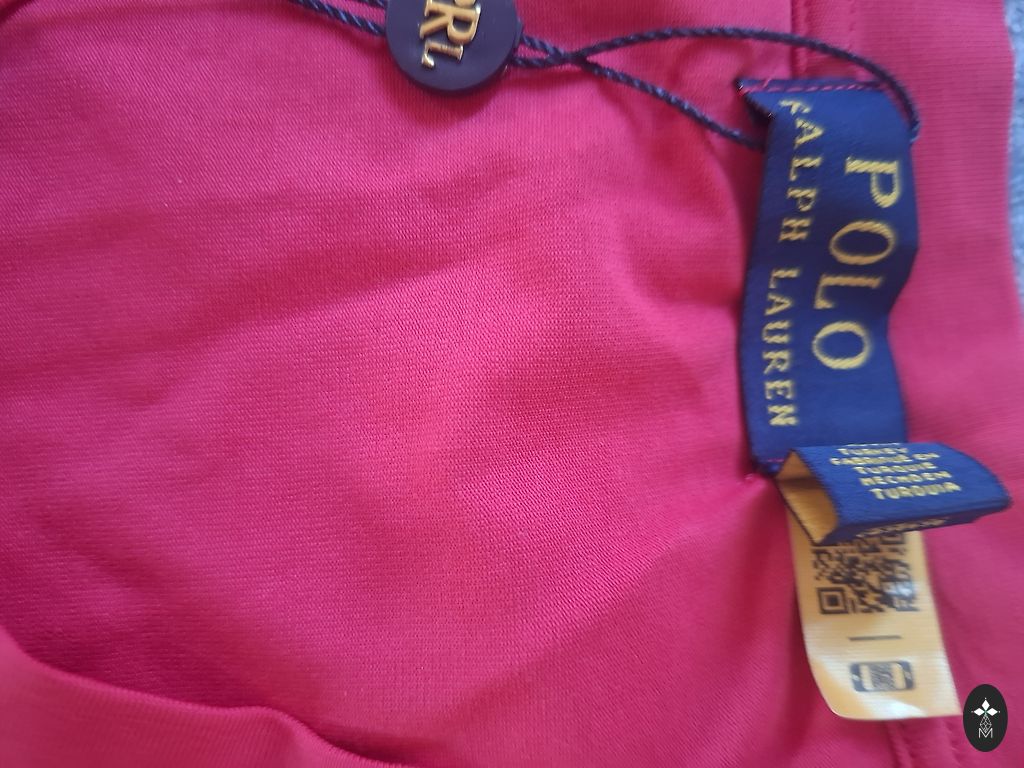 PRL
POLO
RALPH LAUREN
TURKEY
FABRIQUÉ EN
TURQUIE
HECHO EN
TURQUIA
M